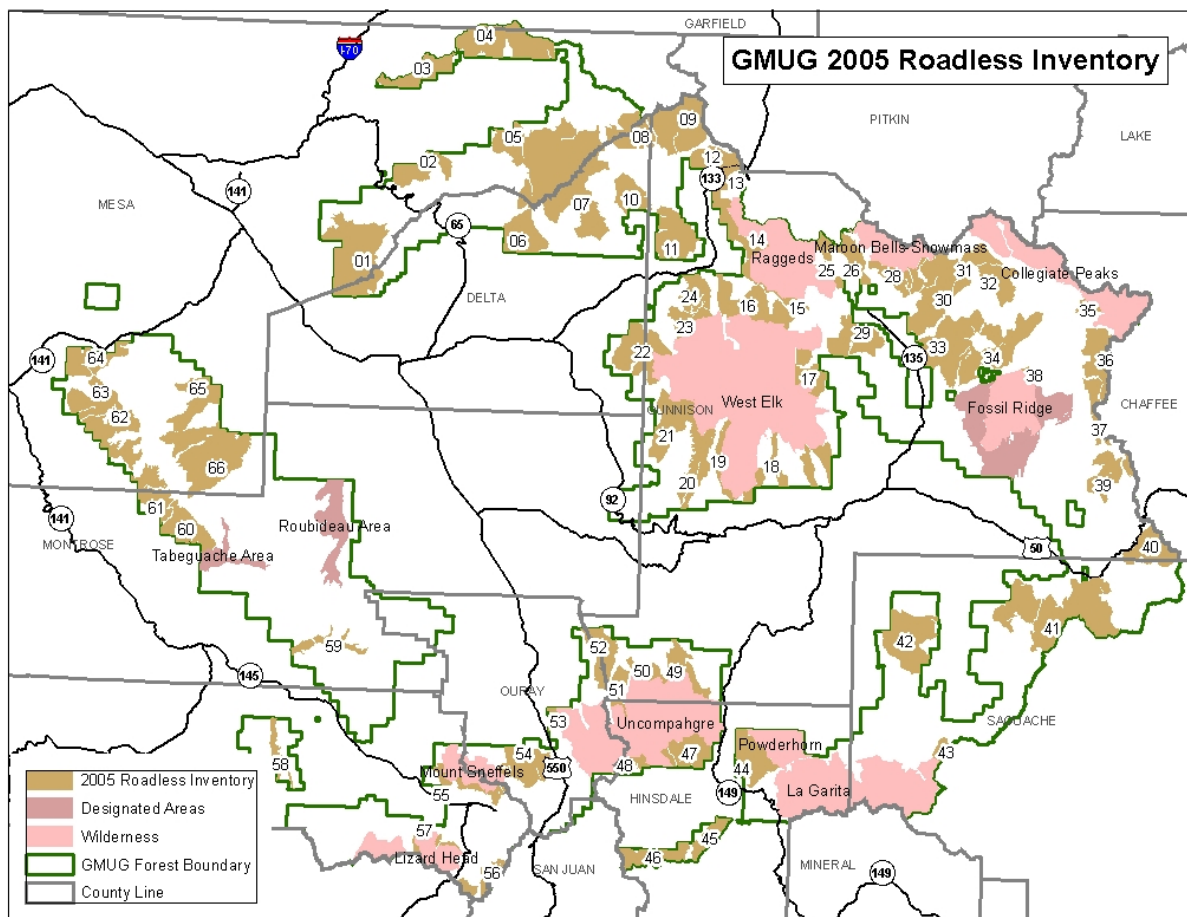 GARFIELD
GMUG 2005 Roadless Inventory
I-70
04
03
PITKIN
LAKE
09
08
05
02
12
133
13
141
MESA
07
10
65
06
11
14
Raggeds
Maroon Bells-Snowmass
25
26
28
31
32
30
Collegiate Peaks
01
DELTA
24
16
15
23
35
29
33
34
36
135
141
64
22
17
38
63
65
62
West Elk
GUNNISON
Fossil Ridge
CHAFFEE
37
21
19
18
20
39
66
92
61
60
Roubideau Area
141
MONTROSE
Tabeguache Area
50
40
59
42
41
145
52
50
49
51
OURAY
53
Uncompahgre
SAGUACHE
58
54
Mount Sneffels
550
48
47
Powderhorn
44
43
55
149
La Garita
HINSDALE
57
Lizard Head
45
46
56
SAN JUAN
MINERAL
149
2005 Roadless Inventory
Designated Areas
Wilderness
GMUG Forest Boundary
County Line